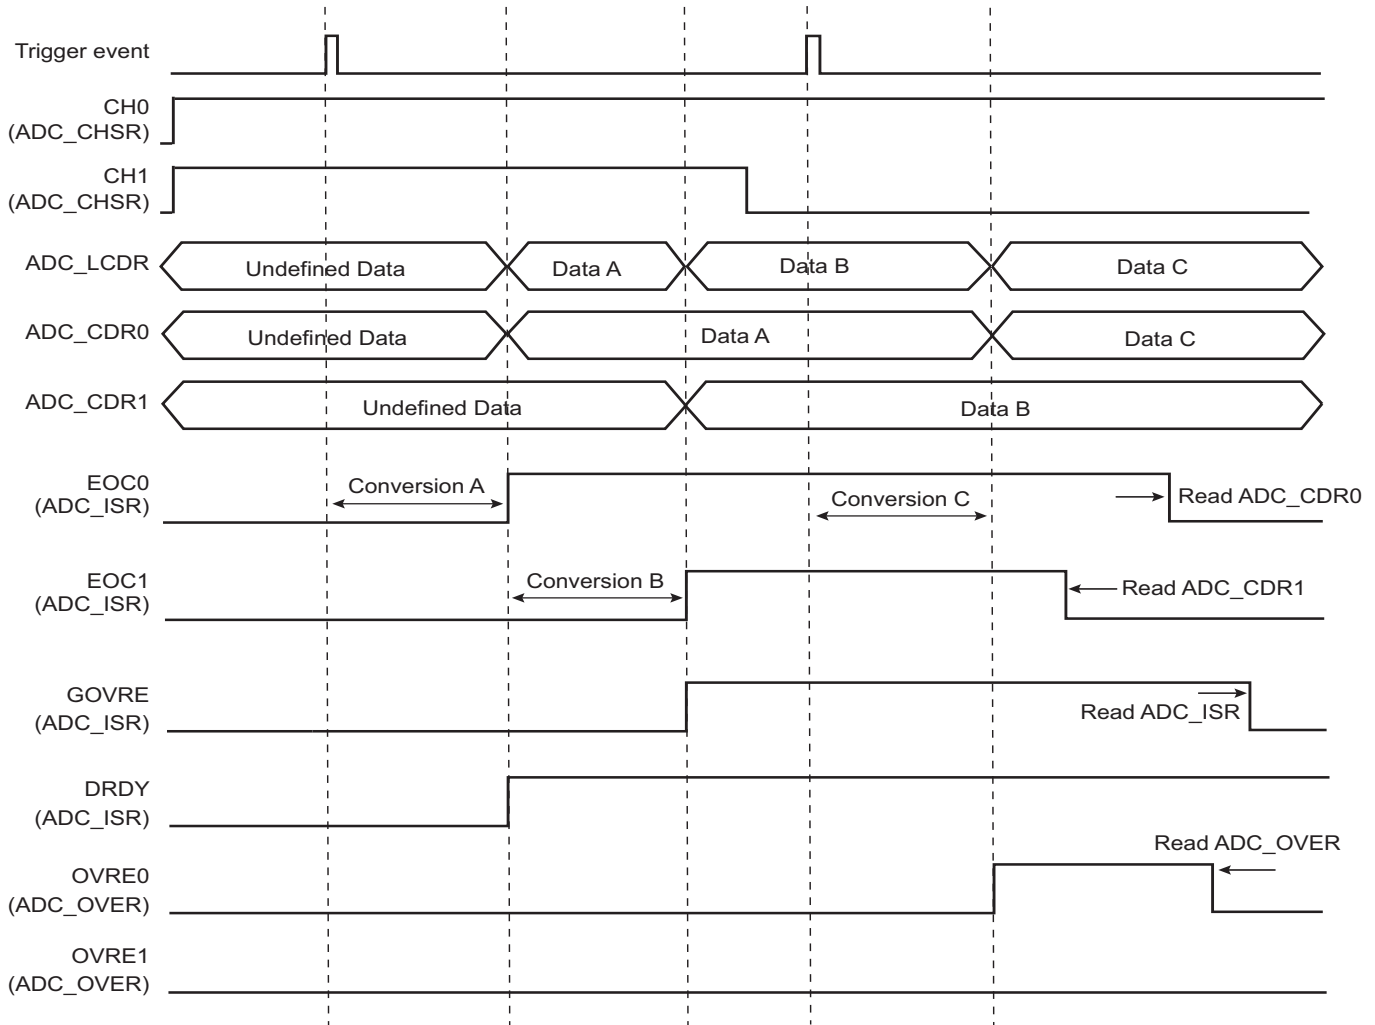 Trigger event
CH0
(ADC_CHSR)
CH1
(ADC_CHSR)
ADC_LCDR
Undefined Data
Data A
Data B
Data C
ADC_CDR0
Undefined Data
Data A
Data C
ADC_CDR1
Undefined Data
Data B
EOC0
(ADC_ISR)
Conversion A
Conversion C
Read ADC_CDR0
EOC1
(ADC_ISR)
Conversion B
Read ADC_CDR1
GOVRE
(ADC_ISR)
Read ADC_ISR
DRDY
(ADC_ISR)
Read ADC_OVER
OVRE0
(ADC_OVER)
OVRE1
(ADC_OVER)